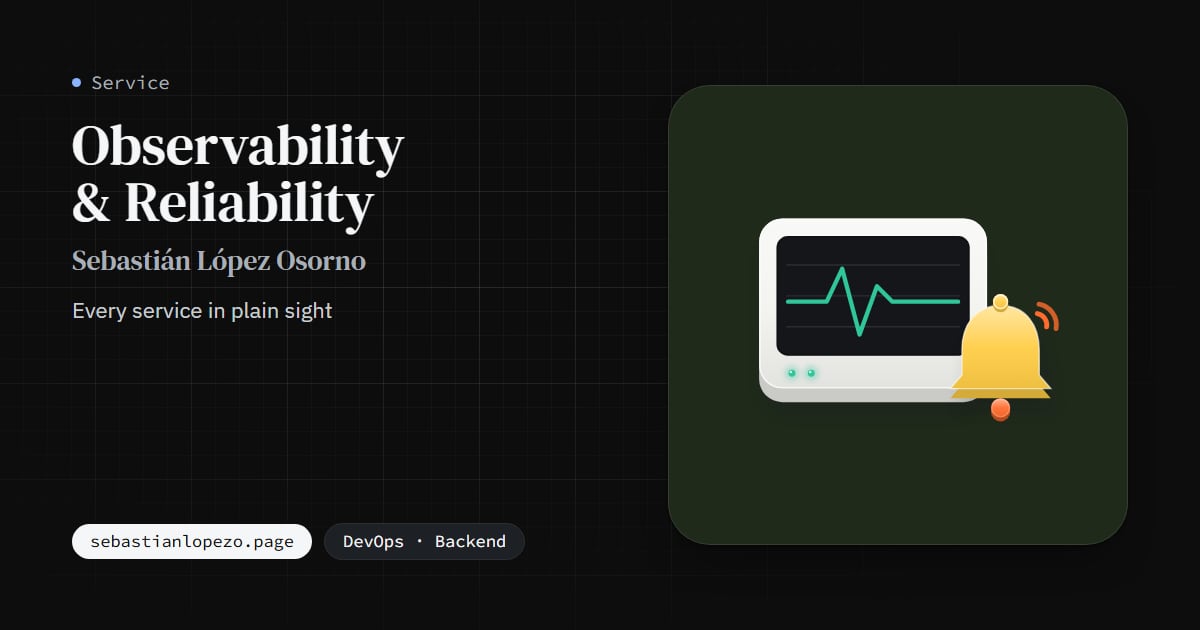 Service
Observability
& Reliability
Sebastián López Osorno
Every service in plain sight
sebastianlopezo.page
DevOps · Backend